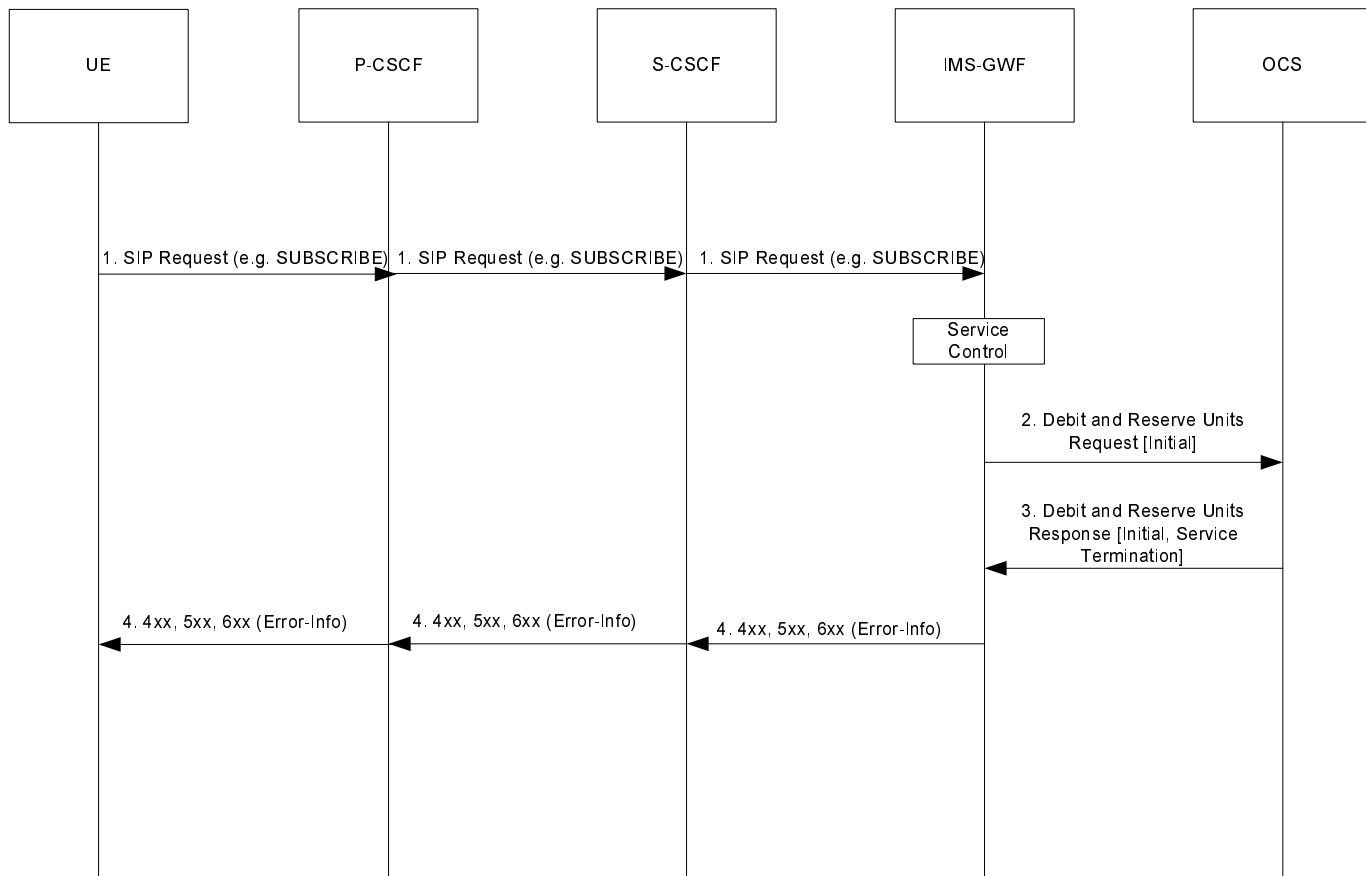 UE
P-CSCF
S-CSCF
IMS-GWF
OCS
1. SIP Request (e.g. SUBSCRIBE)
1. SIP Request (e.g. SUBSCRIBE)
1. SIP Request (e.g. SUBSCRIBE)
Service
Control
2. Debit and Reserve Units
Request [Initial]
3. Debit and Reserve Units
Response [Initial, Service
Termination]
4. 4xx, 5xx, 6xx (Error-Info)
4. 4xx, 5xx, 6xx (Error-Info)
4. 4xx, 5xx, 6xx (Error-Info)